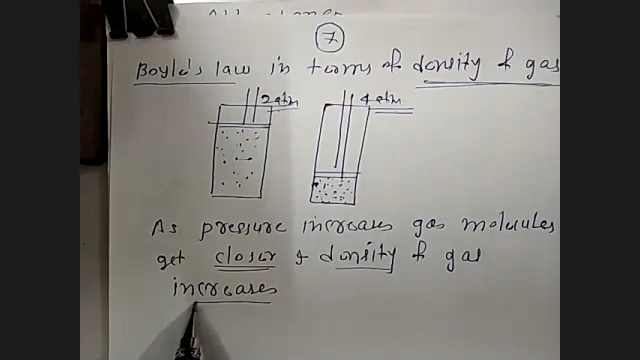 7
Boyle's law in terms of density of gas
2 atm 4 atm
As pressure increases gas molecules
get closer & density of gas
increases